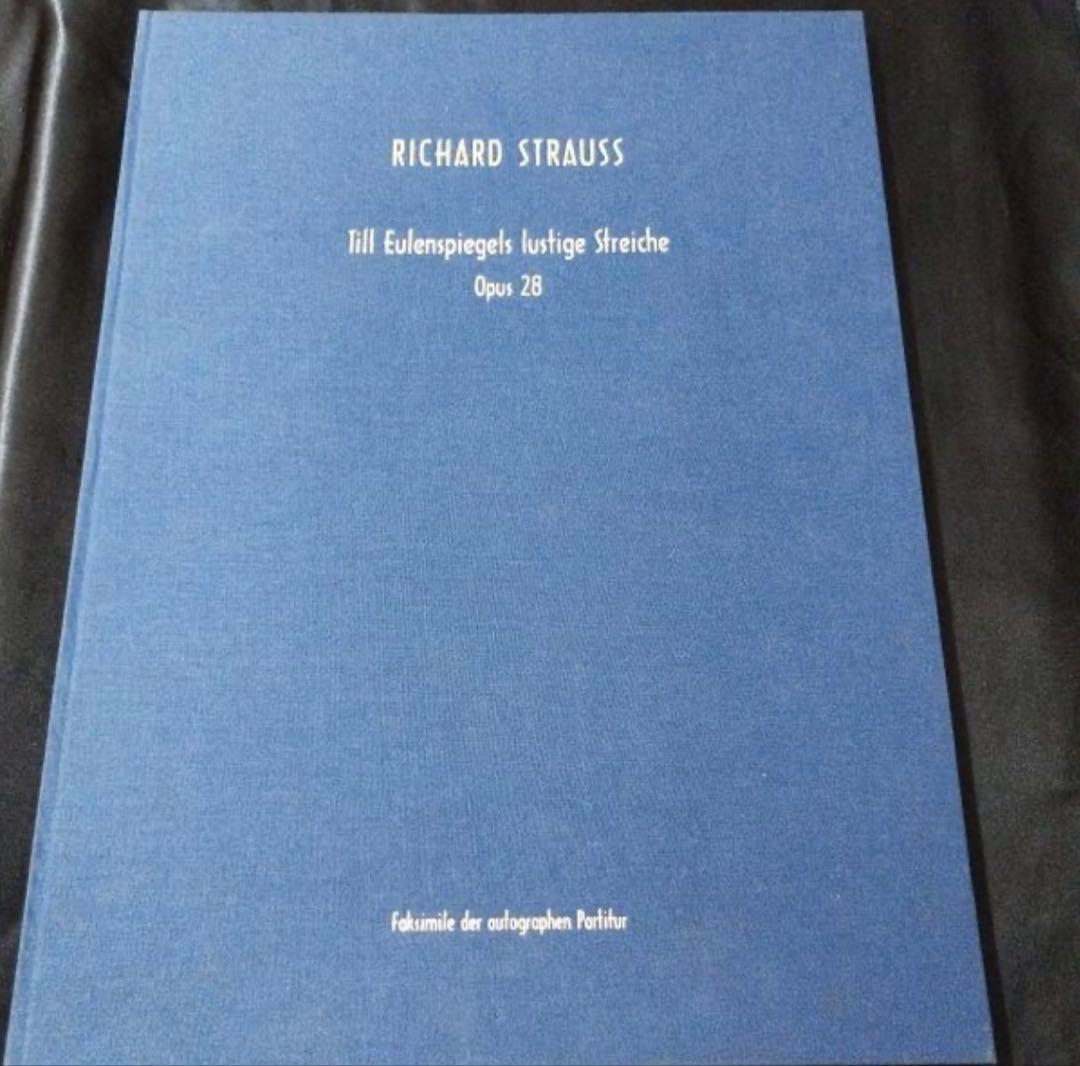 RICHARD STRAUSS
Till Eulenspiegels lustige Streiche
Opus 28
Faksimile der autographen Partitur